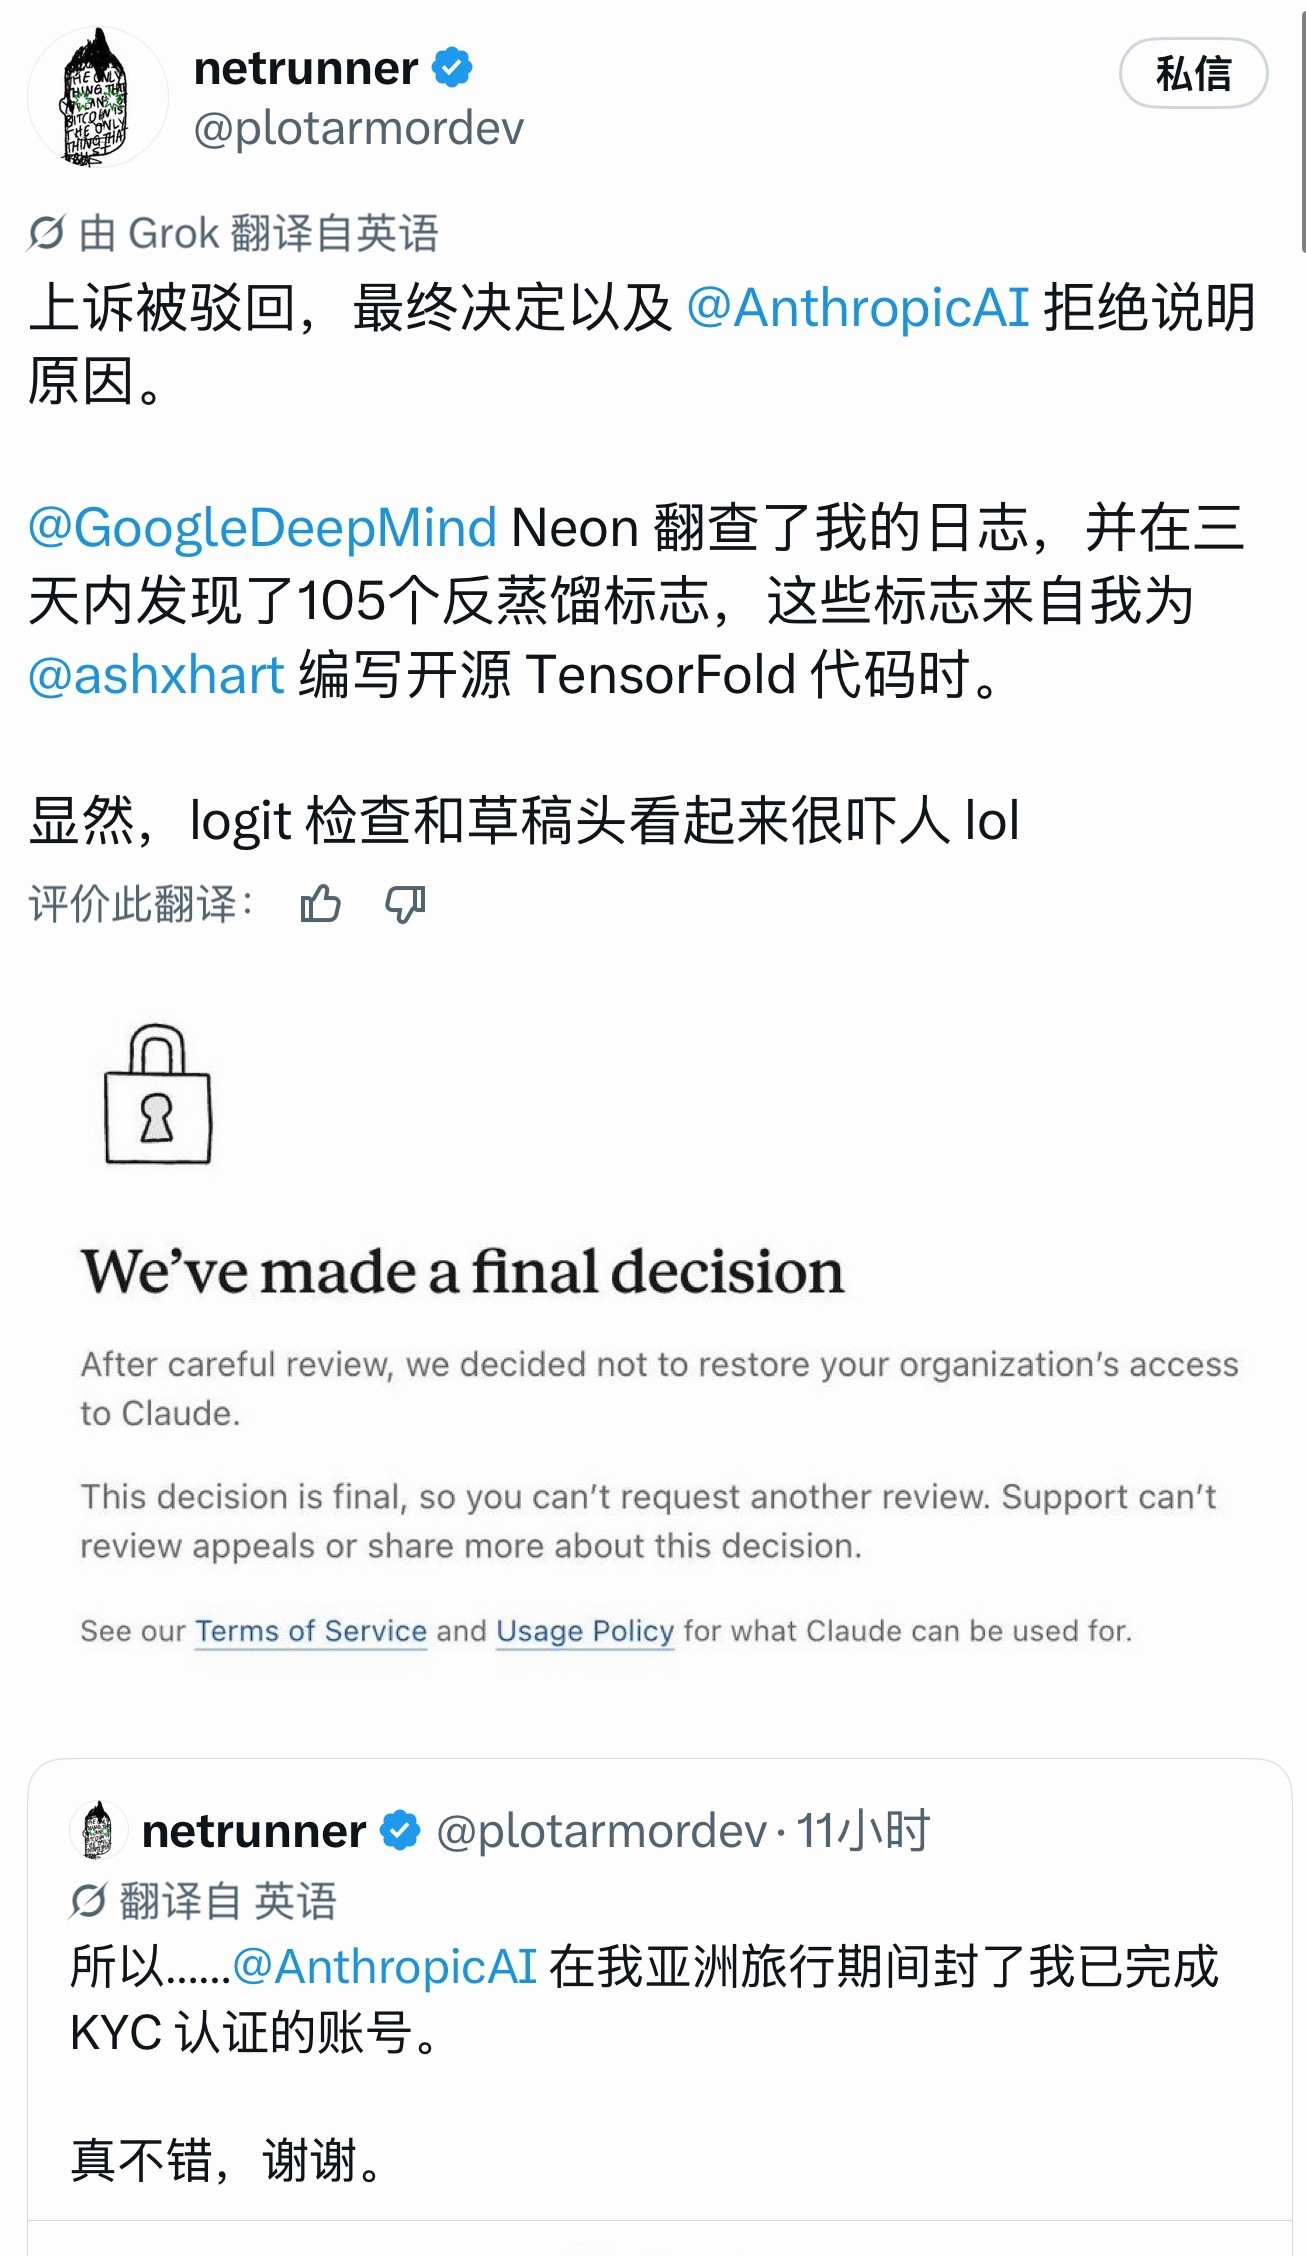 netrunner
@plotarmordev
私信
由 Grok 翻译自英语
上诉被驳回，最终决定以及 @AnthropicAI 拒绝说明
原因。
@GoogleDeepMind Neon 翻查了我的日志，并在三
天内发现了105个反蒸馏标志，这些标志来自我为
@ashxhart 编写开源 TensorFold 代码时。
显然，logit 检查和草稿头看起来很吓人 lol
评价此翻译：
We've made a final decision
After careful review, we decided not to restore your organization's access
to Claude.
This decision is final, so you can't request another review. Support can't
review appeals or share more about this decision.
See our Terms of Service and Usage Policy for what Claude can be used for.
netrunner @plotarmordev · 11小时
翻译自 英语
所以……@AnthropicAI 在我亚洲旅行期间封了我已完成
KYC 认证的账号。
真不错，谢谢。